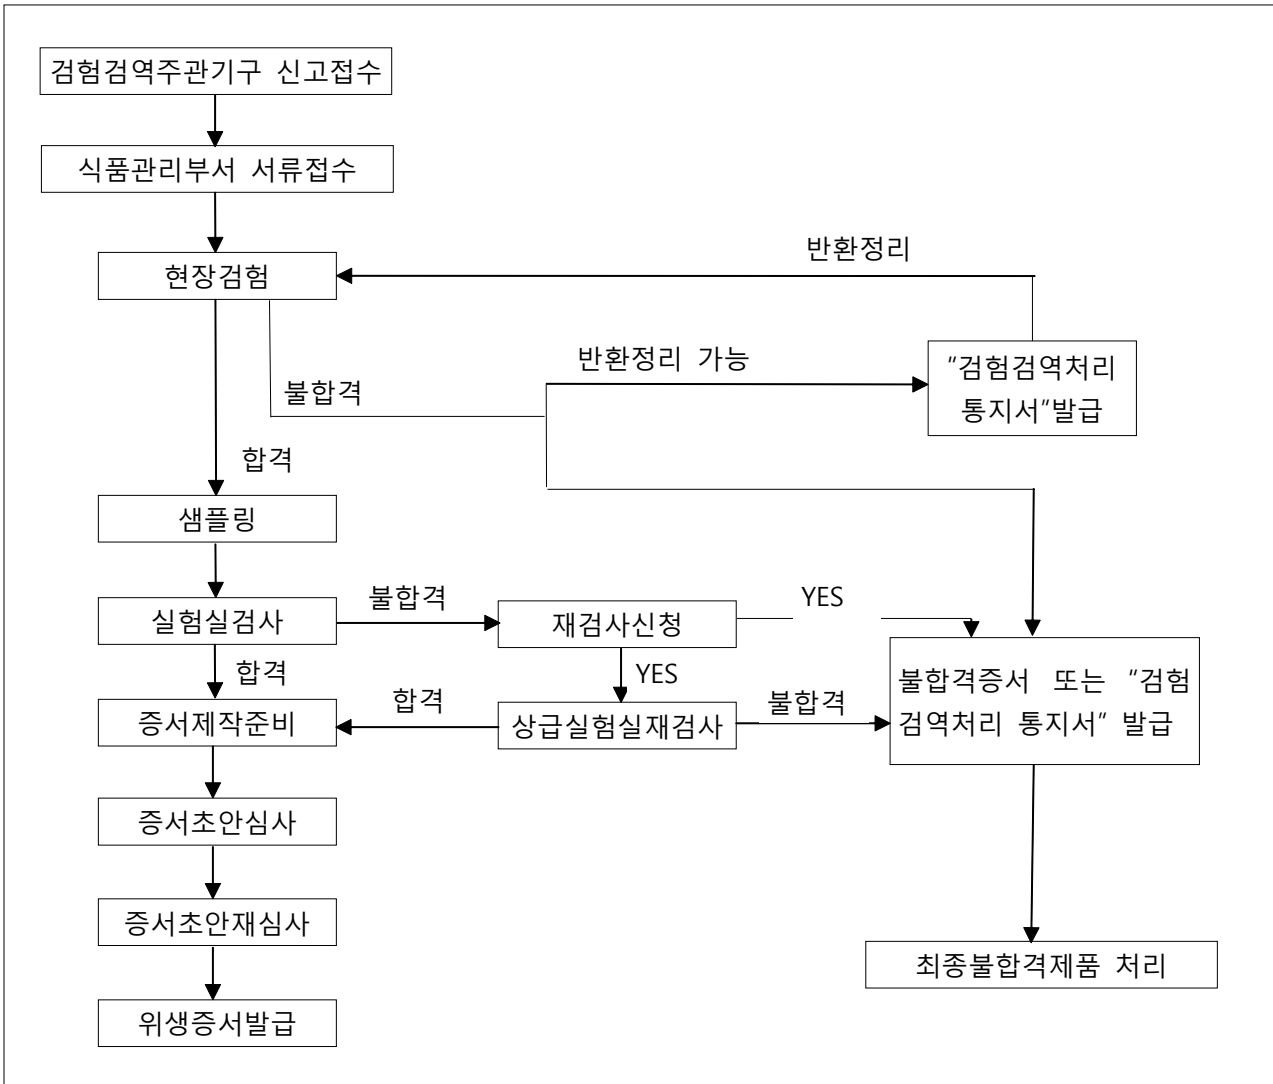 검험검역주관기구 신고접수
식품관리부서 서류접수
반환정리
현장검험
반환정리 가능
"검험검역처리
통지서"발급
불합격
합격
샘플링
불합격
YES
실험실검사
재검사신청
합격
YES
불합격증서 또는 "검험
검역처리 통지서" 발급
합격
불합격
증서제작준비
상급실험실재검사
증서초안심사
증서초안재심사
최종불합격제품 처리
위생증서발급